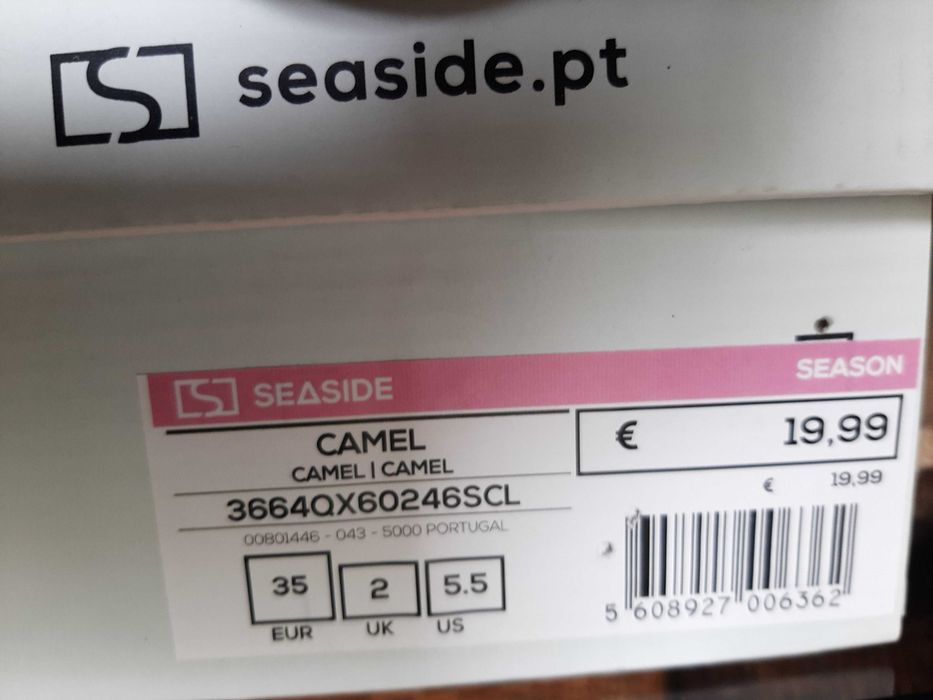 seaside.pt
SEASIDE
SEASON
CAMEL
CAMEL | CAMEL
3664QX60246SCL
00801446 - 043 - 5000 PORTUGAL
35
EUR
2
UK
5.5
US
€ 19,99
€ 19,99
5 608927 006362